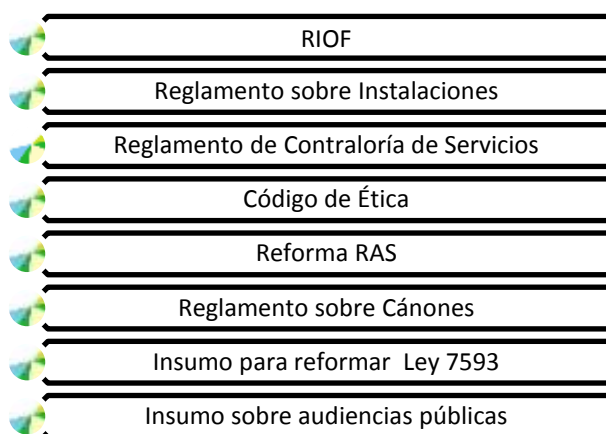 RIOF
Reglamento sobre Instalaciones
Reglamento de Contraloría de Servicios
Código de Ética
Reforma RAS
Reglamento sobre Cánones
Insumo para reformar Ley 7593
Insumo sobre audiencias públicas